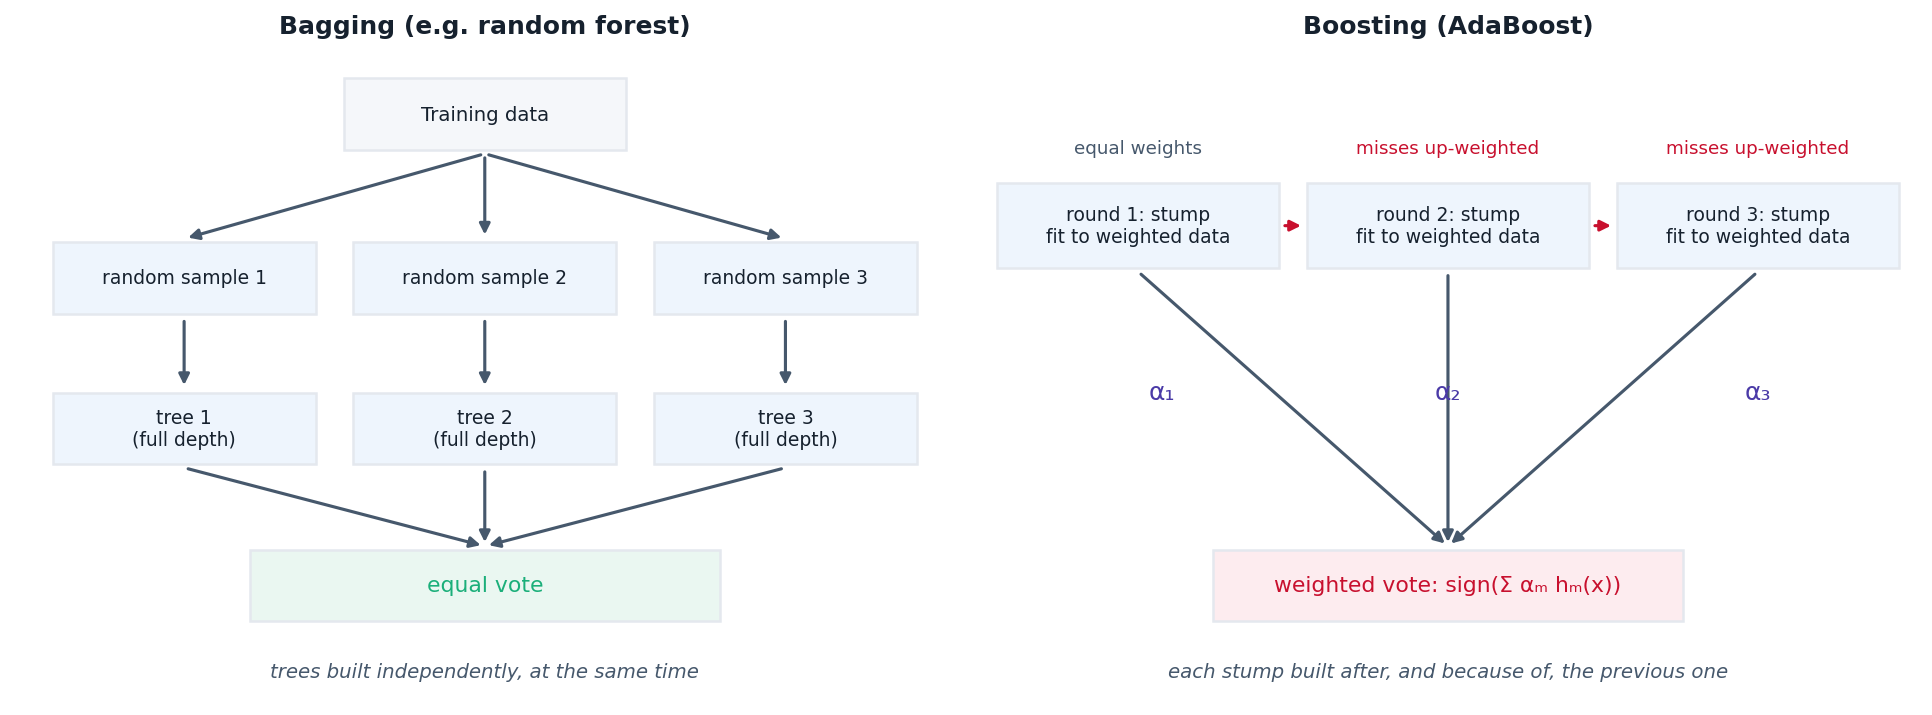 Bagging (e.g. random forest)
Training data
random sample 1
random sample 2
random sample 3
tree 1
(full depth)
tree 2
(full depth)
tree 3
(full depth)
equal vote
trees built independently, at the same time
Boosting (AdaBoost)
equal weights
misses up-weighted
misses up-weighted
round 1: stump
fit to weighted data
round 2: stump
fit to weighted data
round 3: stump
fit to weighted data
α₁
α₂
α₃
weighted vote: sign(Σ αₘ hₘ(x))
each stump built after, and because of, the previous one